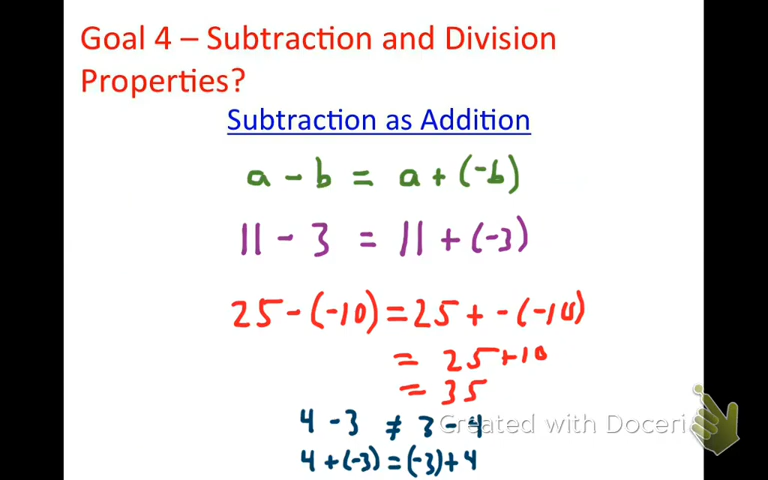 Goal 4 – Subtraction and Division
Properties?
Subtraction as Addition
a - b = a + (-b)
11 - 3 = 11 + (-3)
25 - (-10) = 25 + -(-10)
= 25 + 10
= 35
4 - 3 ≠ 3 - 4
Created with Doceri
4 + (-3) = (-3) + 4